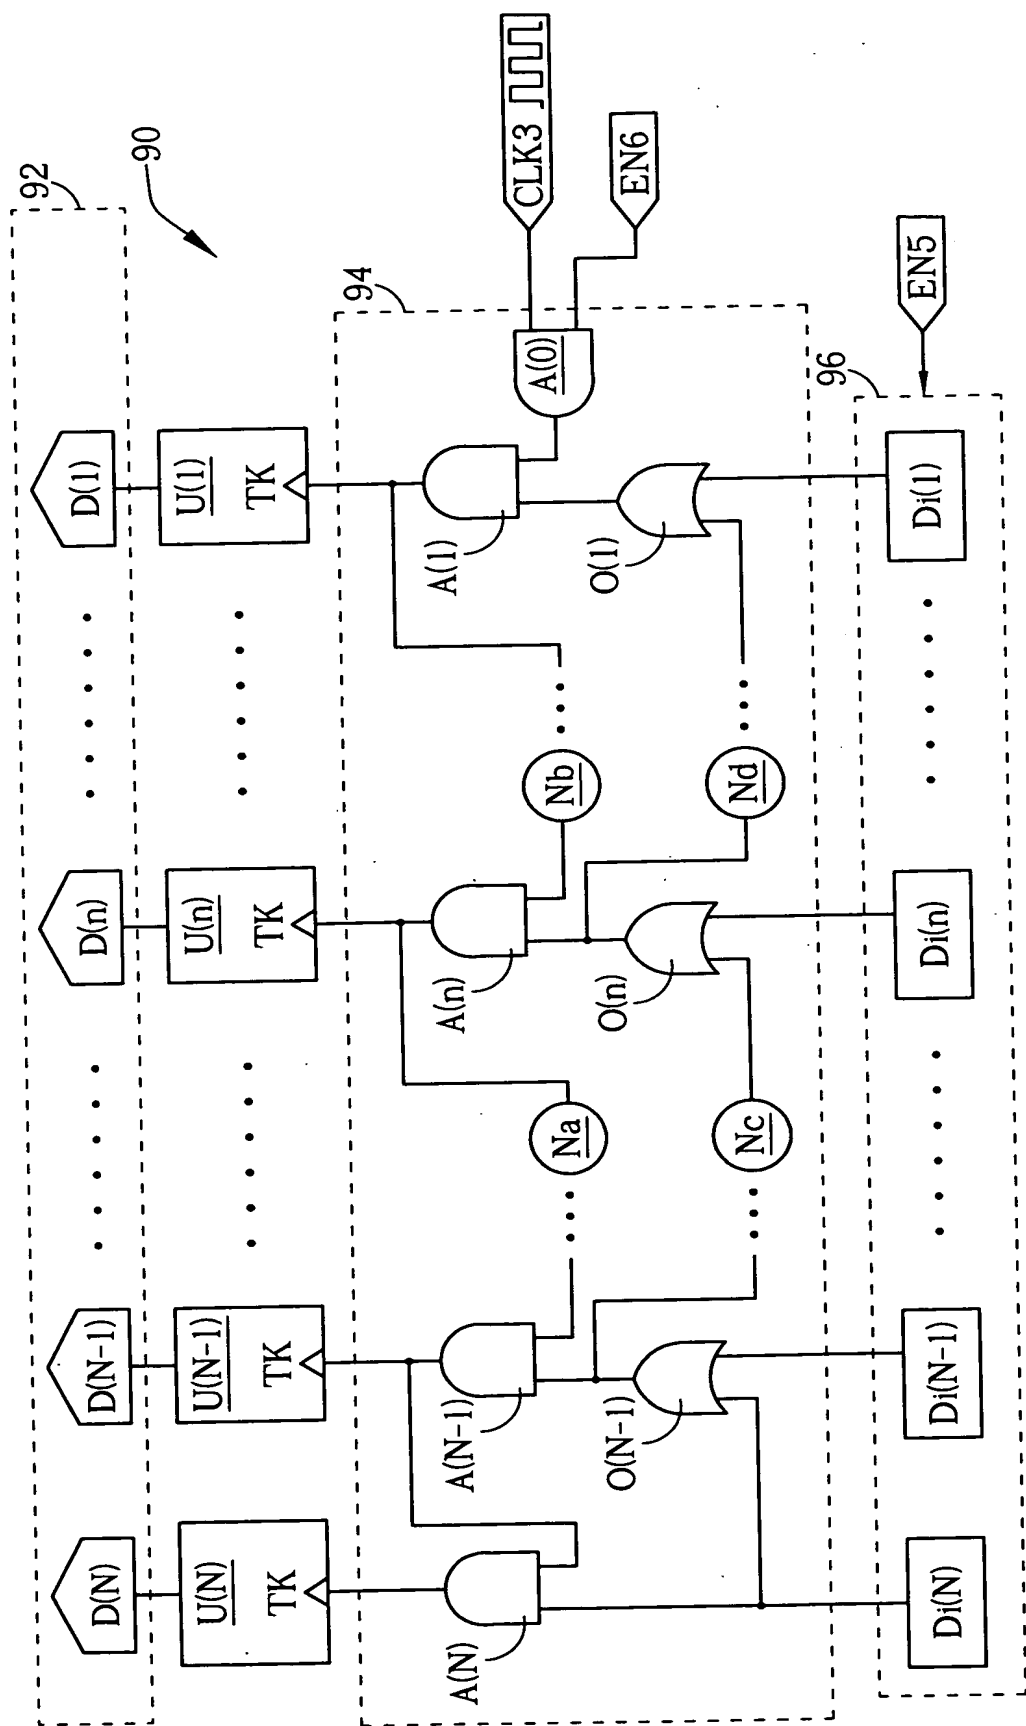 92
90
D(N) D(N-1) D(n) D(1)
U(N) U(N-1) U(n) U(1)
TK TK TK TK
94
CLK3
EN6
A(0)
A(N) A(N-1) A(n) A(1)
Na Nb
O(N-1) O(n) O(1)
Nc Nd
96
EN5
Di(N) Di(N-1) Di(n) Di(1)